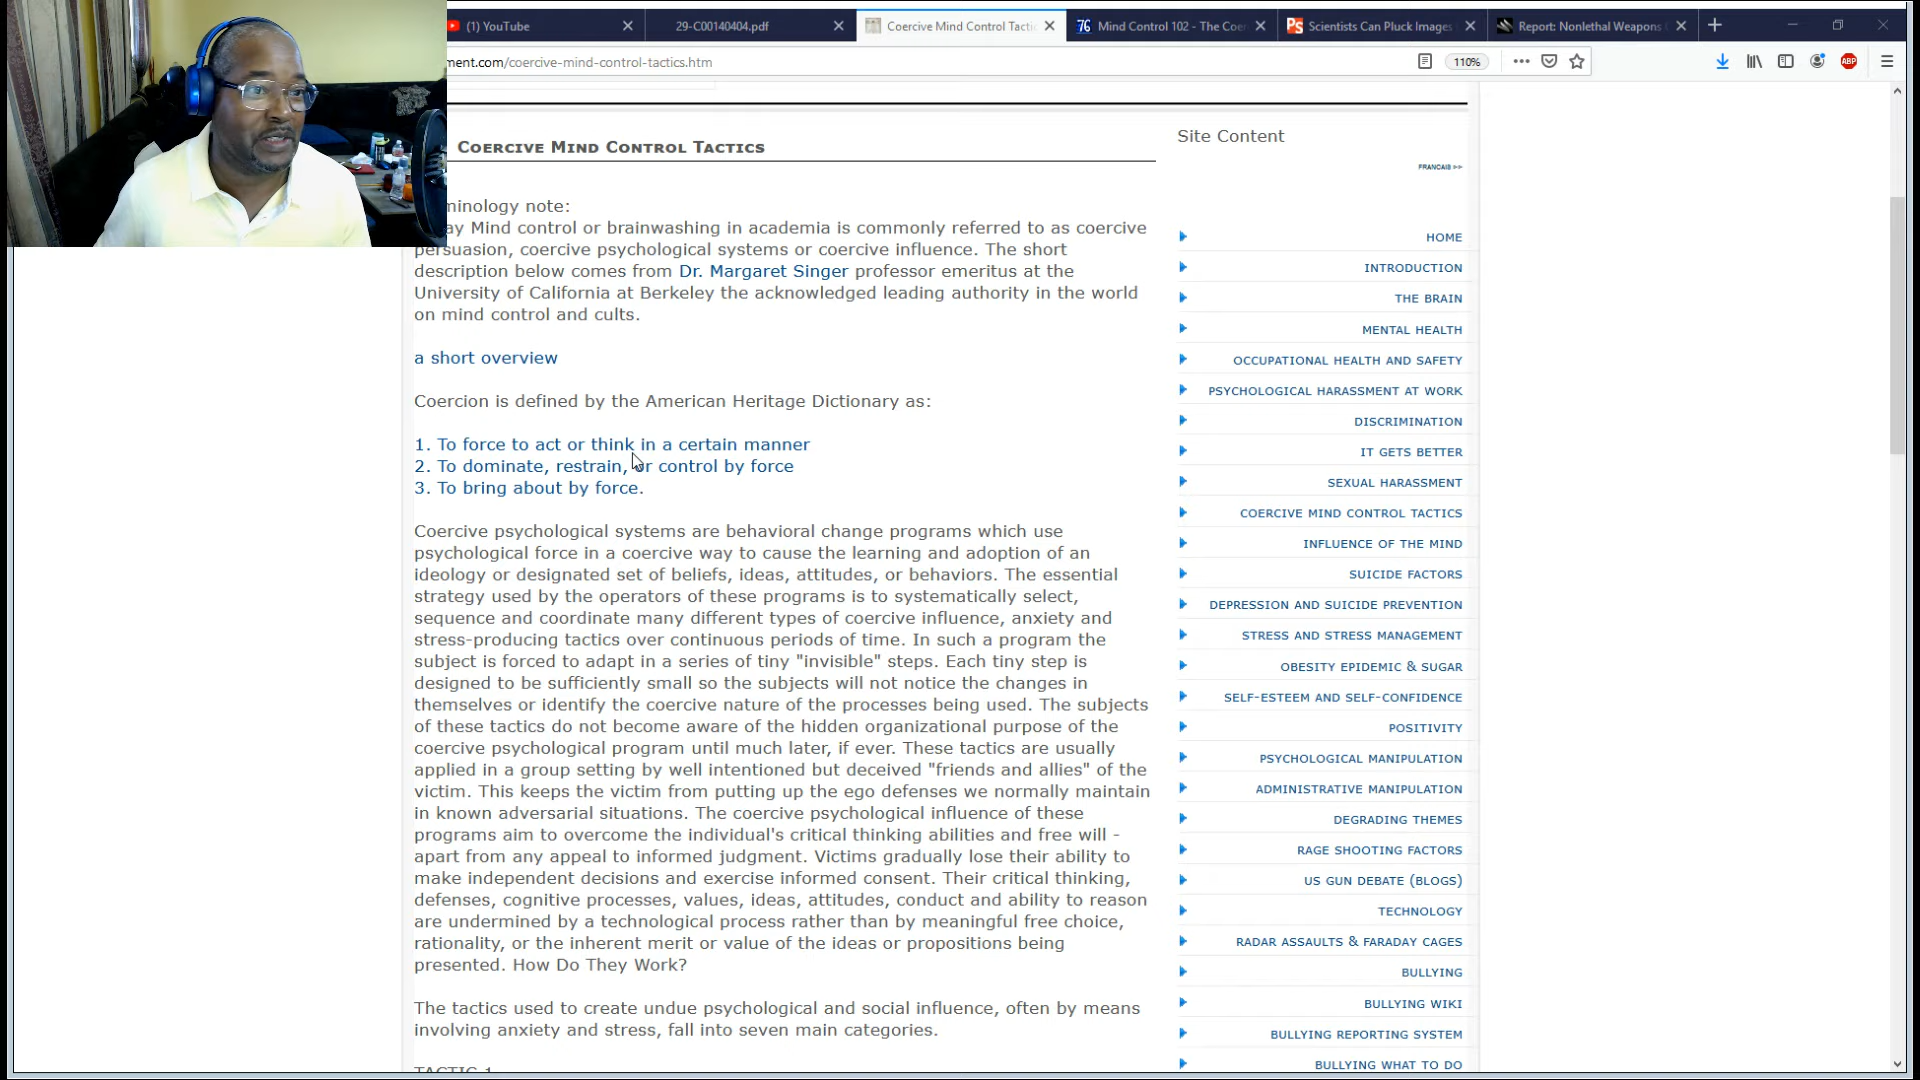 (1) YouTube
29-C00140404.pdf
Coercive Mind Control Tactic
Mind Control 102 - The Coer
Scientists Can Pluck Images
Report: Nonlethal Weapons
ment.com/coercive-mind-control-tactics.htm
110%
ABP
Coercive Mind Control Tactics
minology note:
ay Mind control or brainwashing in academia is commonly referred to as coercive
persuasion, coercive psychological systems or coercive influence. The short
description below comes from Dr. Margaret Singer professor emeritus at the
University of California at Berkeley the acknowledged leading authority in the world
on mind control and cults.
a short overview
Coercion is defined by the American Heritage Dictionary as:
1. To force to act or think in a certain manner
2. To dominate, restrain, or control by force
3. To bring about by force.
Coercive psychological systems are behavioral change programs which use
psychological force in a coercive way to cause the learning and adoption of an
ideology or designated set of beliefs, ideas, attitudes, or behaviors. The essential
strategy used by the operators of these programs is to systematically select,
sequence and coordinate many different types of coercive influence, anxiety and
stress-producing tactics over continuous periods of time. In such a program the
subject is forced to adapt in a series of tiny "invisible" steps. Each tiny step is
designed to be sufficiently small so the subjects will not notice the changes in
themselves or identify the coercive nature of the processes being used. The subjects
of these tactics do not become aware of the hidden organizational purpose of the
coercive psychological program until much later, if ever. These tactics are usually
applied in a group setting by well intentioned but deceived "friends and allies" of the
victim. This keeps the victim from putting up the ego defenses we normally maintain
in known adversarial situations. The coercive psychological influence of these
programs aim to overcome the individual's critical thinking abilities and free will -
apart from any appeal to informed judgment. Victims gradually lose their ability to
make independent decisions and exercise informed consent. Their critical thinking,
defenses, cognitive processes, values, ideas, attitudes, conduct and ability to reason
are undermined by a technological process rather than by meaningful free choice,
rationality, or the inherent merit or value of the ideas or propositions being
presented. How Do They Work?
The tactics used to create undue psychological and social influence, often by means
involving anxiety and stress, fall into seven main categories.
TACTIC 1
Site Content
FRANCAIS >>
HOME
INTRODUCTION
THE BRAIN
MENTAL HEALTH
OCCUPATIONAL HEALTH AND SAFETY
PSYCHOLOGICAL HARASSMENT AT WORK
DISCRIMINATION
IT GETS BETTER
SEXUAL HARASSMENT
COERCIVE MIND CONTROL TACTICS
INFLUENCE OF THE MIND
SUICIDE FACTORS
DEPRESSION AND SUICIDE PREVENTION
STRESS AND STRESS MANAGEMENT
OBESITY EPIDEMIC & SUGAR
SELF-ESTEEM AND SELF-CONFIDENCE
POSITIVITY
PSYCHOLOGICAL MANIPULATION
ADMINISTRATIVE MANIPULATION
DEGRADING THEMES
RAGE SHOOTING FACTORS
US GUN DEBATE (BLOGS)
TECHNOLOGY
RADAR ASSAULTS & FARADAY CAGES
BULLYING
BULLYING WIKI
BULLYING REPORTING SYSTEM
BULLYING WHAT TO DO